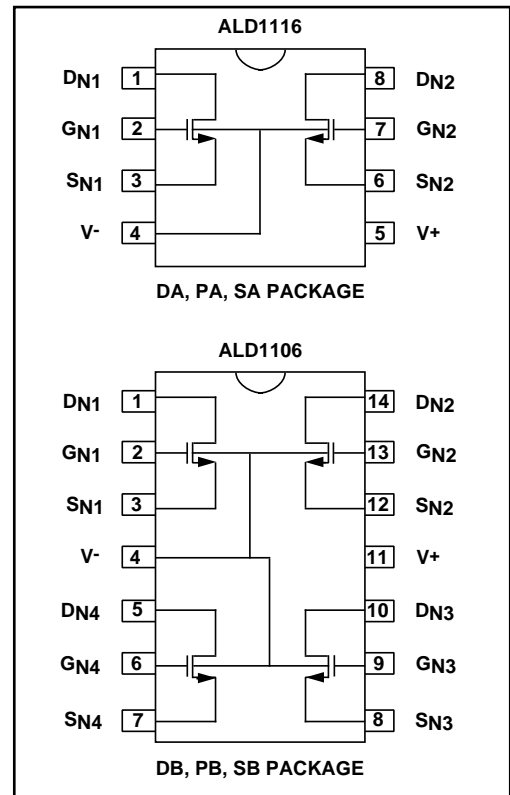 ALD1116
DN1 1 8 DN2
GN1 2 7 GN2
SN1 3 6 SN2
V- 4 5 V+
DA, PA, SA PACKAGE
ALD1106
DN1 1 14 DN2
GN1 2 13 GN2
SN1 3 12 SN2
V- 4 11 V+
DN4 5 10 DN3
GN4 6 9 GN3
SN4 7 8 SN3
DB, PB, SB PACKAGE